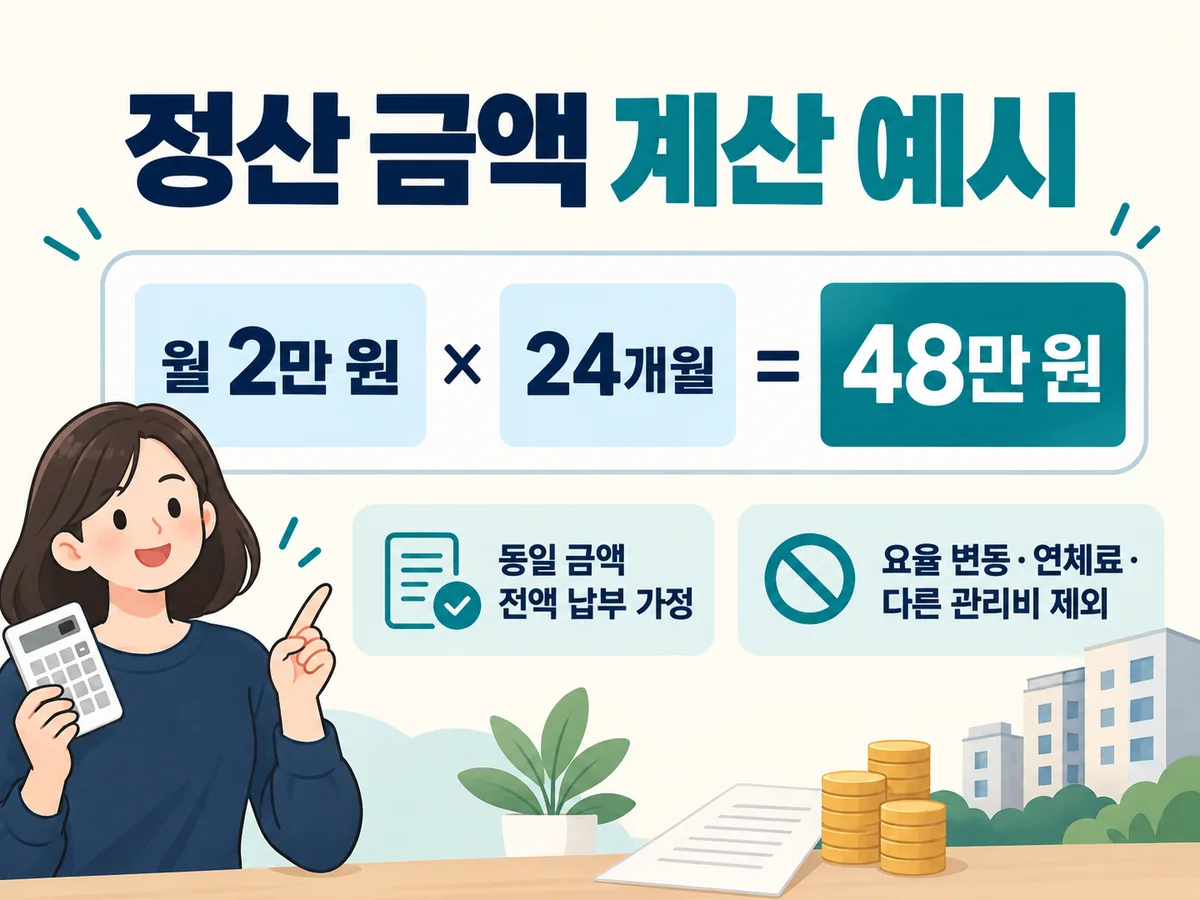 정산 금액 계산 예시
월 2만 원 × 24개월 = 48만 원
동일 금액
전액 납부 가정
요율 변동·연체료·
다른 관리비 제외